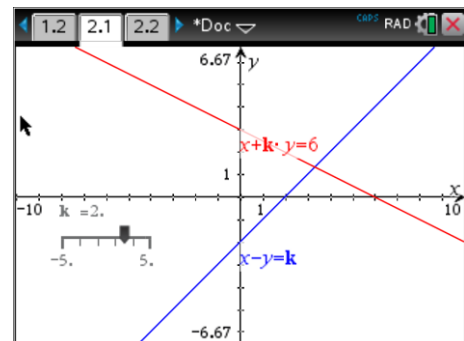 1.2 2.1 2.2 *Doc CAPS RAD
6.67 y
x+k·y=6
1
x
-10 k =2. 1 10
-5. 5.
x−y=k
-6.67